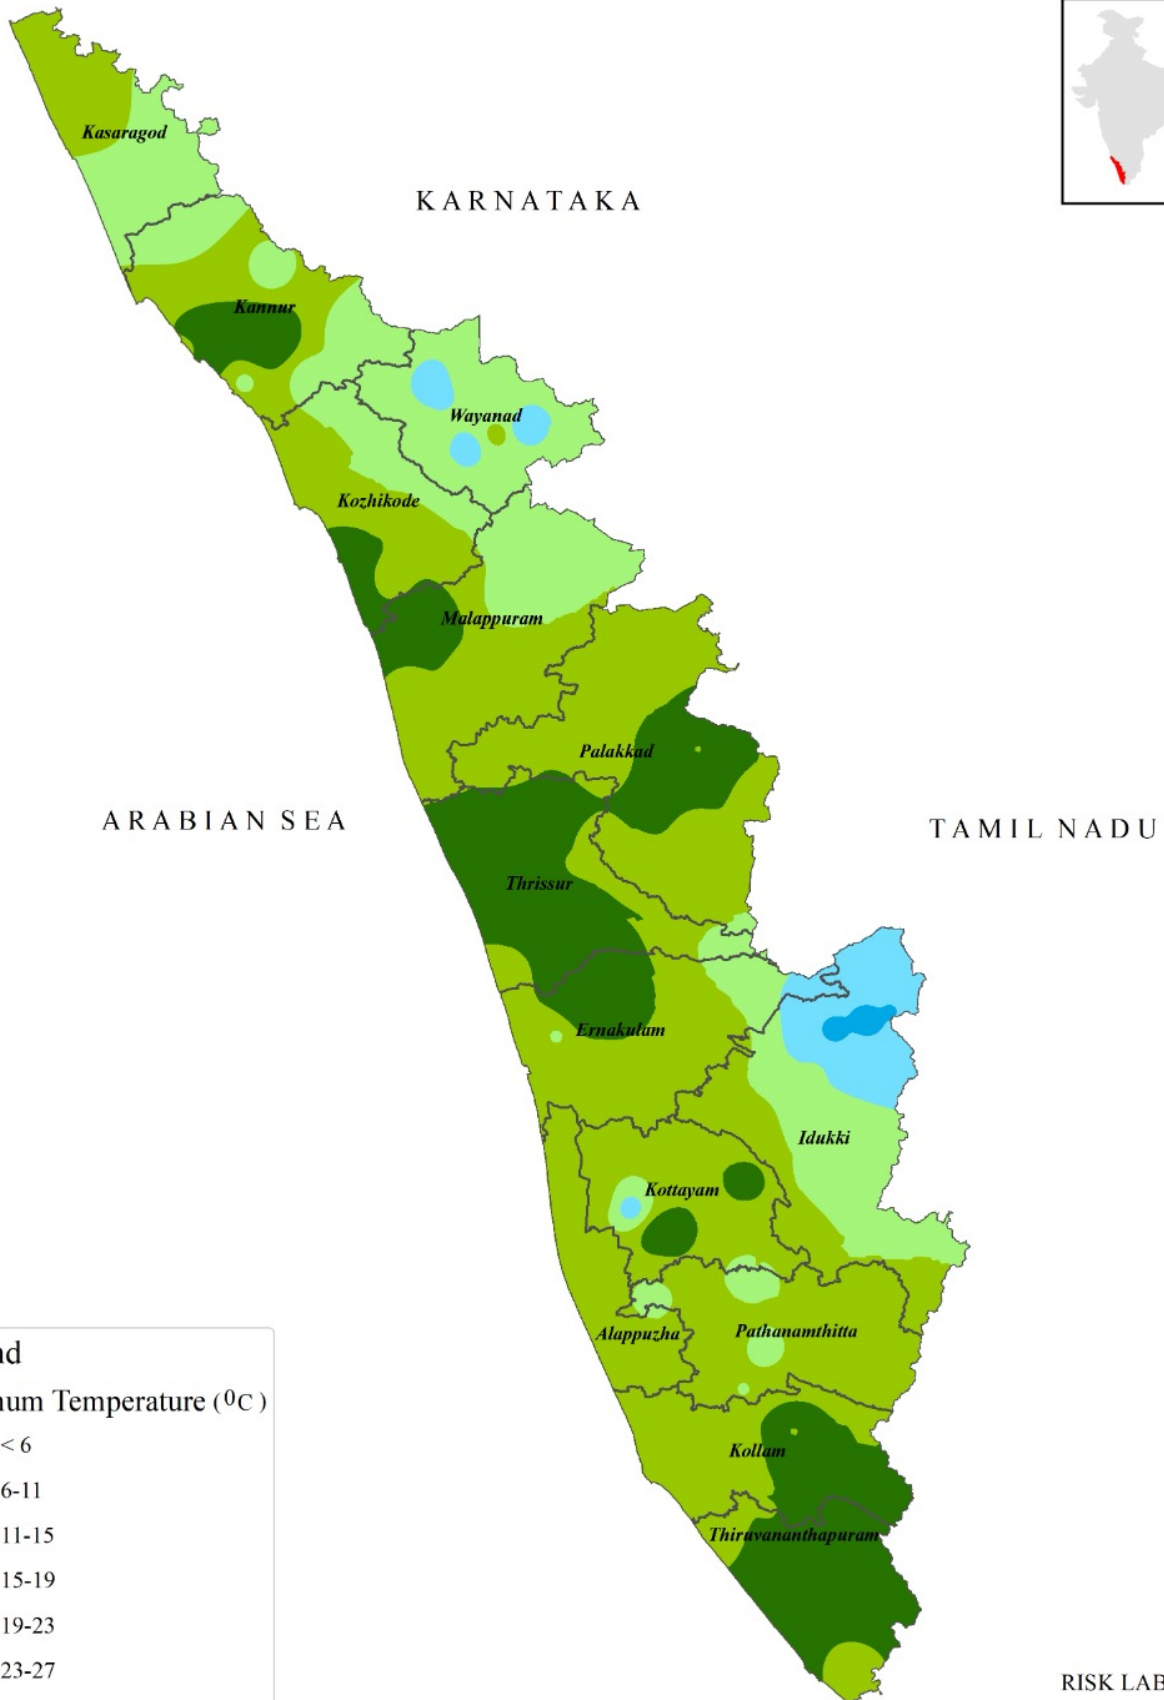 Kasaragod
KARNATAKA
Kannur
Wayanad
Kozhikode
Malappuram
Palakkad
ARABIAN SEA
TAMIL NADU
Thrissur
Ernakulam
Idukki
Kottayam
Alappuzha
Pathanamthitta
nd
num Temperature (⁰C)
< 6
6-11
Kollam
11-15
Thiruvananthapuram
15-19
19-23
23-27
RISK LAB